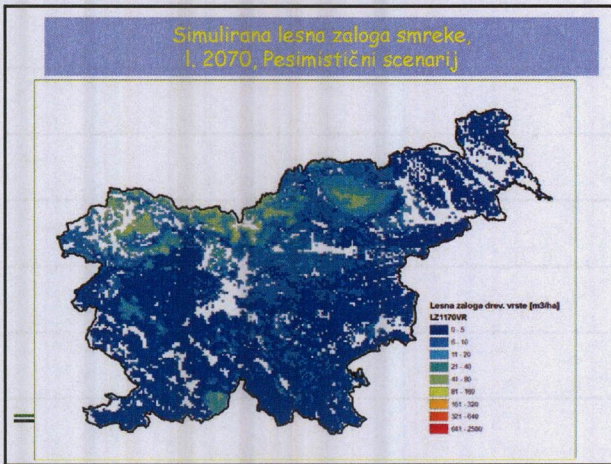 Simulirana lesna zaloga smreke,
l. 2070, Pesimistični scenarij
Lesna zaloga drev. vrste [m3/ha]
LZ1170VR
0 - 5
6 - 10
11 - 20
21 - 40
41 - 80
81 - 160
161 - 320
321 - 640
641 - 2500